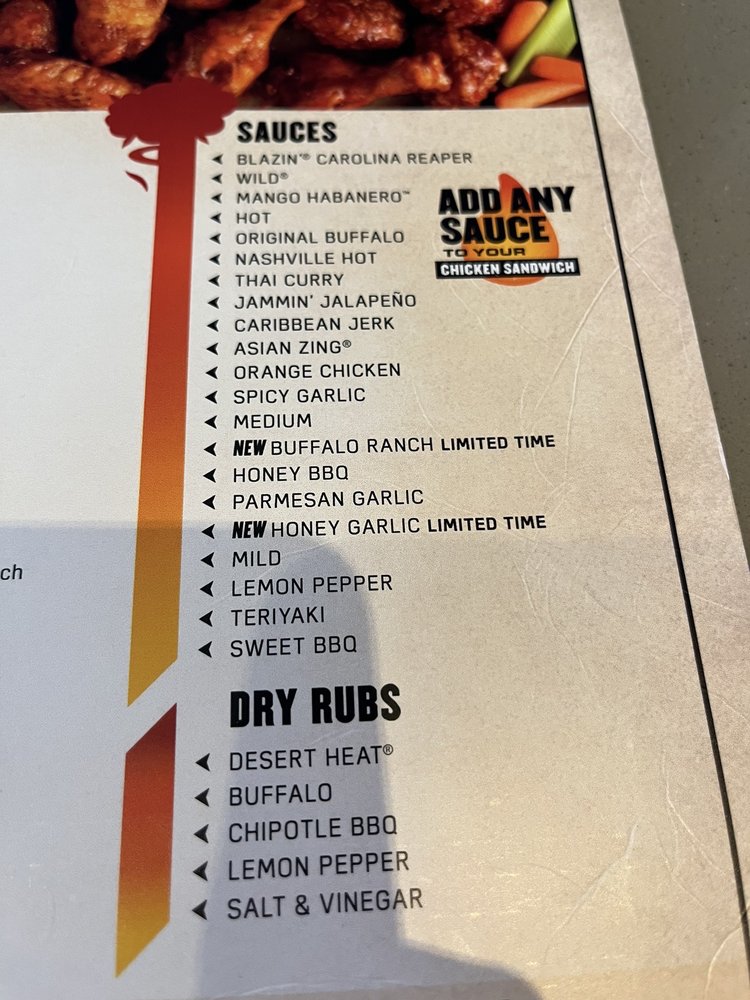 SAUCES
BLAZIN'® CAROLINA REAPER
WILD®
MANGO HABANERO™
HOT
ORIGINAL BUFFALO
NASHVILLE HOT
THAI CURRY
JAMMIN' JALAPEÑO
CARIBBEAN JERK
ASIAN ZING®
ORANGE CHICKEN
SPICY GARLIC
MEDIUM
NEW BUFFALO RANCH LIMITED TIME
HONEY BBQ
PARMESAN GARLIC
NEW HONEY GARLIC LIMITED TIME
MILD
LEMON PEPPER
TERIYAKI
SWEET BBQ
ADD ANY
SAUCE
TO YOUR
CHICKEN SANDWICH
ch
DRY RUBS
DESERT HEAT®
BUFFALO
CHIPOTLE BBQ
LEMON PEPPER
SALT & VINEGAR